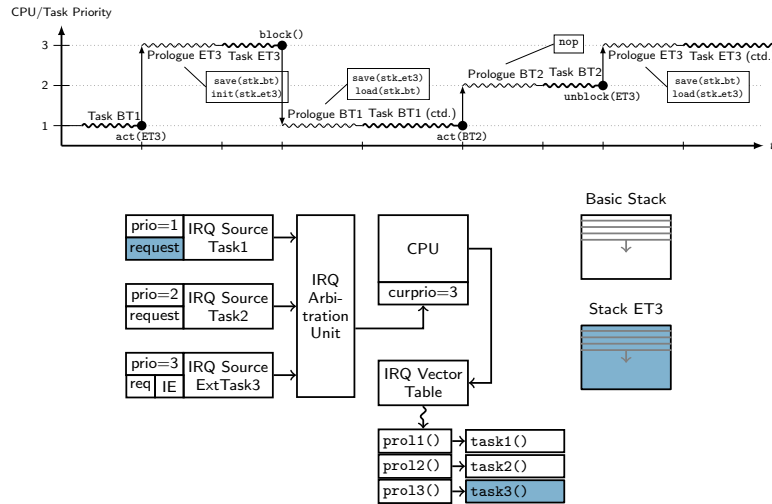 CPU/Task Priority
3
2
1
Task BT1
act(ET3)
Prologue ET3
Task ET3
block()
save(stk_bt)
init(stk_et3)
Prologue BT1
Task BT1 (ctd.)
save(stk_et3)
load(stk_bt)
act(BT2)
Prologue BT2
Task BT2
nop
unblock(ET3)
Prologue ET3
Task ET3 (ctd.)
save(stk_bt)
load(stk_et3)
prio=1
request
IRQ Source
Task1
prio=2
request
IRQ Source
Task2
prio=3
req
IE
IRQ Source
ExtTask3
IRQ
Arbi-
tration
Unit
CPU
curprio=3
IRQ Vector
Table
prol1()
task1()
prol2()
task2()
prol3()
task3()
Basic Stack
Stack ET3